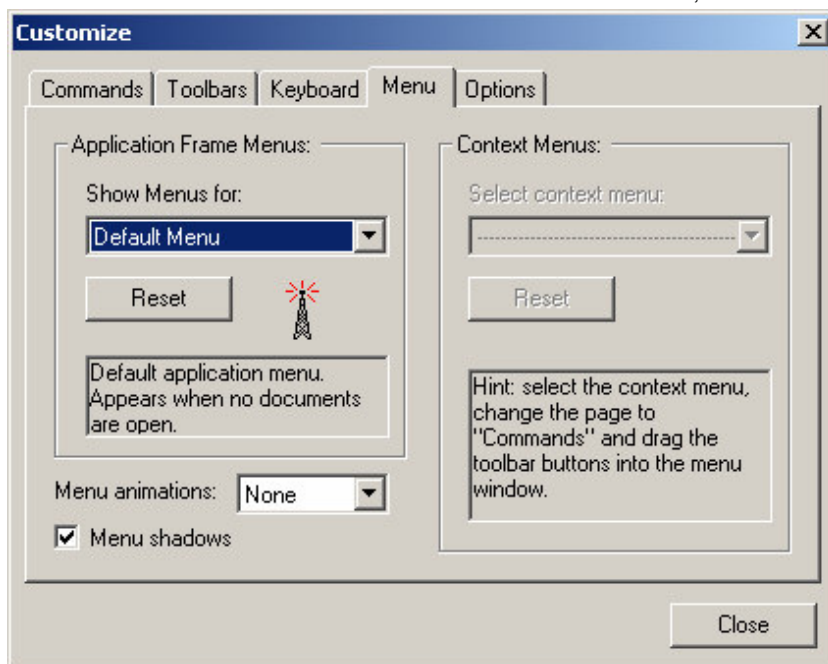 Customize
Commands Toolbars Keyboard Menu Options
Application Frame Menus:
Show Menus for:
Default Menu
Reset
Default application menu.
Appears when no documents
are open.
Menu animations: None
Menu shadows
Context Menus:
Select context menu:
Reset
Hint: select the context menu,
change the page to
"Commands" and drag the
toolbar buttons into the menu
window.
Close